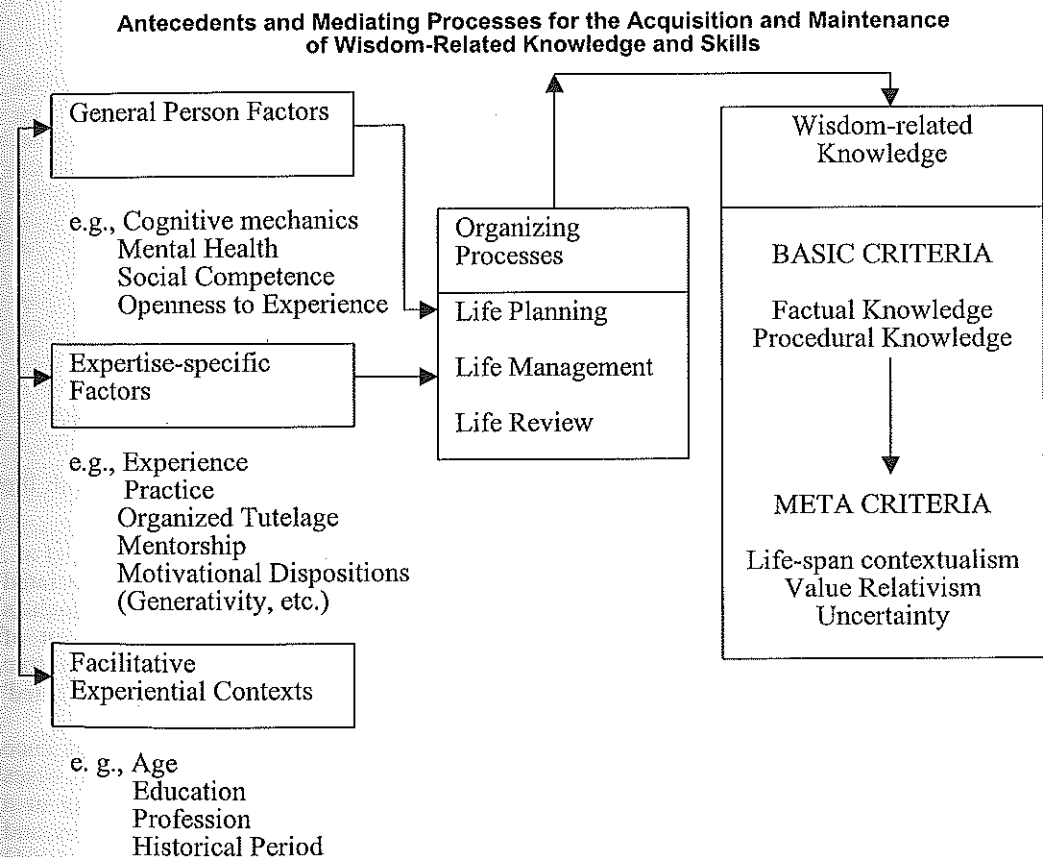 Antecedents and Mediating Processes for the Acquisition and Maintenance
of Wisdom-Related Knowledge and Skills
General Person Factors
e.g., Cognitive mechanics
Mental Health
Social Competence
Openness to Experience
Expertise-specific
Factors
e.g., Experience
Practice
Organized Tutelage
Mentorship
Motivational Dispositions
(Generativity, etc.)
Facilitative
Experiential Contexts
e. g., Age
Education
Profession
Historical Period
Organizing
Processes
Life Planning
Life Management
Life Review
Wisdom-related
Knowledge
BASIC CRITERIA
Factual Knowledge
Procedural Knowledge
META CRITERIA
Life-span contextualism
Value Relativism
Uncertainty